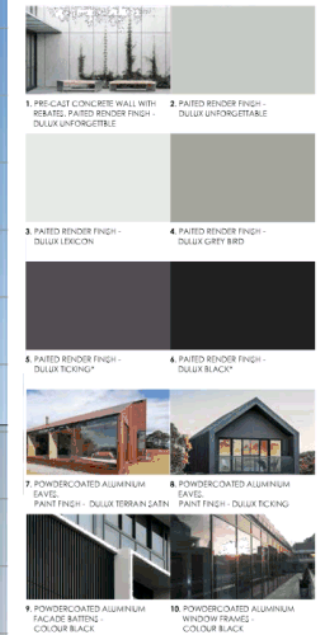 1. PRE-CAST CONCRETE WALL WITH
REBATES, PAITED RENDER FINISH -
DULUX UNFORGETTBLE
2. PAITED RENDER FINISH -
DULUX UNFORGETTABLE
3. PAITED RENDER FINISH -
DULUX LEXICON
4. PAITED RENDER FINISH -
DULUX GREY BIRD
5. PAITED RENDER FINISH -
DULUX TICKING*
6. PAITED RENDER FINISH -
DULUX BLACK*
7. POWDERCOATED ALUMINIUM
EAVES,
PAINT FINISH - DULUX TERRAIN SATIN
8. POWDERCOATED ALUMINIUM
EAVES,
PAINT FINISH - DULUX TICKING
9. POWDERCOATED ALUMINIUM
FACADE BATTENS -
COLOUR BLACK
10. POWDERCOATED ALUMINIUM
WINDOW FRAMES -
COLOUR BLACK